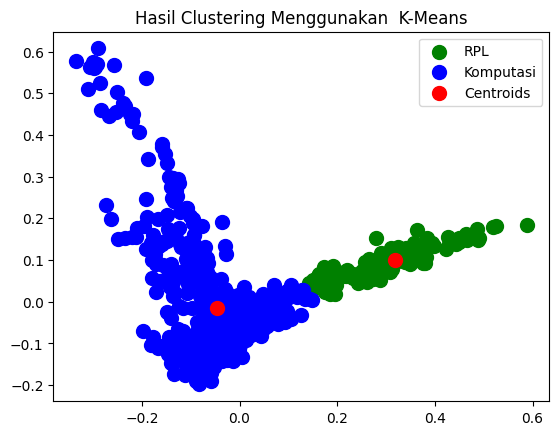 Hasil Clustering Menggunakan  K-Means
0.6
0.5
0.4
0.3
0.2
0.1
0.0
−0.1
−0.2
RPL
Komputasi
Centroids
−0.2 0.0 0.2 0.4 0.6